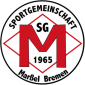 SPORTGEMEINSCHAFT
SG
M
1965
Marßel Bremen